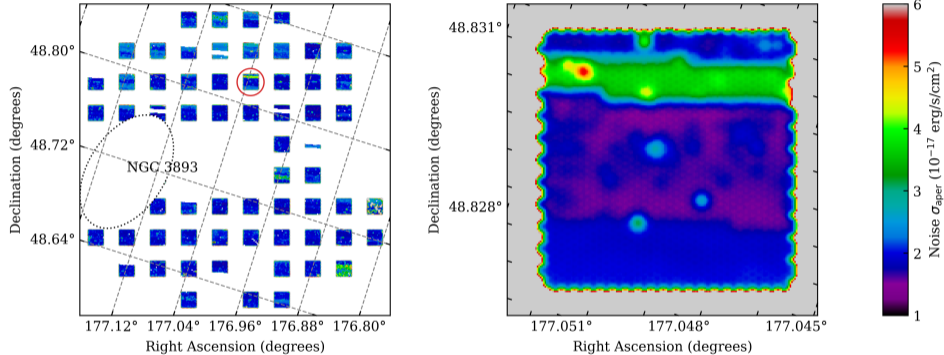 48.80°
48.72°
48.64°
Declination (degrees)
NGC 3893
177.12° 177.04° 176.96° 176.88° 176.80°
Right Ascension (degrees)
48.831°
48.828°
Declination (degrees)
177.051° 177.048° 177.045°
Right Ascension (degrees)
6
5
4
3
2
1
Noise σaper (10⁻¹⁷ erg/s/cm²)